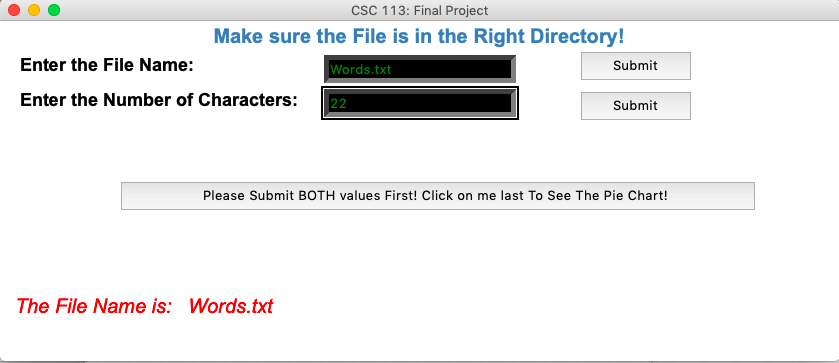 CSC 113: Final Project
Make sure the File is in the Right Directory!
Enter the File Name: Words.txt Submit
Enter the Number of Characters: 22 Submit
Please Submit BOTH values First! Click on me last To See The Pie Chart!
The File Name is: Words.txt